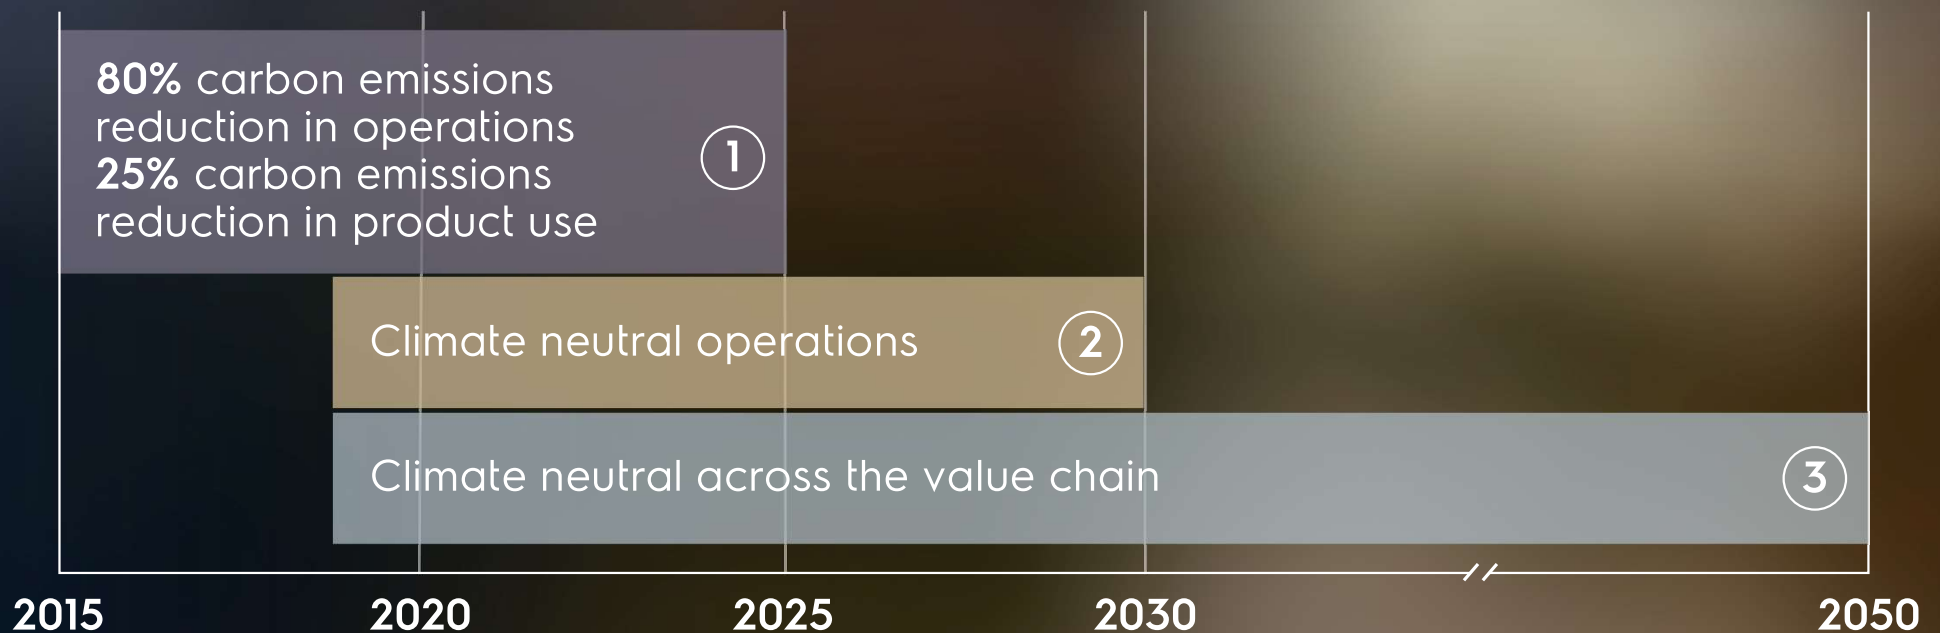 80% carbon emissions
reduction in operations
25% carbon emissions
reduction in product use
1
Climate neutral operations
2
Climate neutral across the value chain
3
2015 2020 2025 2030 2050